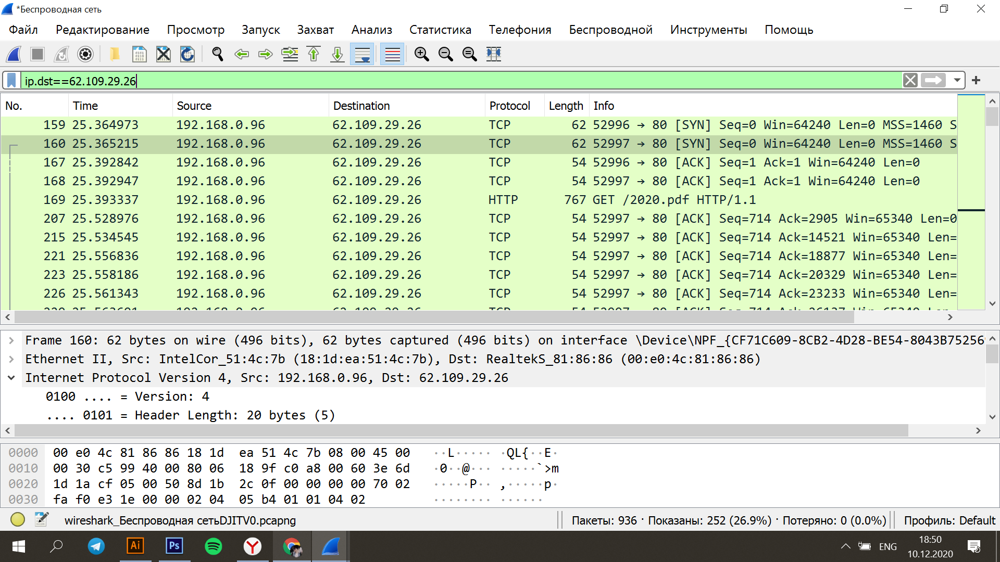 *Беспроводная сеть
Файл Редактирование Просмотр Запуск Захват Анализ Статистика Телефония Беспроводной Инструменты Помощь
ip.dst==62.109.29.26
No. Time Source Destination Protocol Length Info
159 25.364973 192.168.0.96 62.109.29.26 TCP 62 52996 → 80 [SYN] Seq=0 Win=64240 Len=0 MSS=1460 S
160 25.365215 192.168.0.96 62.109.29.26 TCP 62 52997 → 80 [SYN] Seq=0 Win=64240 Len=0 MSS=1460 S
167 25.392842 192.168.0.96 62.109.29.26 TCP 54 52996 → 80 [ACK] Seq=1 Ack=1 Win=64240 Len=0
168 25.392947 192.168.0.96 62.109.29.26 TCP 54 52997 → 80 [ACK] Seq=1 Ack=1 Win=64240 Len=0
169 25.393337 192.168.0.96 62.109.29.26 HTTP 767 GET /2020.pdf HTTP/1.1
207 25.528976 192.168.0.96 62.109.29.26 TCP 54 52997 → 80 [ACK] Seq=714 Ack=2905 Win=65340 Len=0
215 25.534545 192.168.0.96 62.109.29.26 TCP 54 52997 → 80 [ACK] Seq=714 Ack=14521 Win=65340 Len=
221 25.556836 192.168.0.96 62.109.29.26 TCP 54 52997 → 80 [ACK] Seq=714 Ack=18877 Win=65340 Len=
223 25.558186 192.168.0.96 62.109.29.26 TCP 54 52997 → 80 [ACK] Seq=714 Ack=20329 Win=65340 Len=
226 25.561343 192.168.0.96 62.109.29.26 TCP 54 52997 → 80 [ACK] Seq=714 Ack=23233 Win=65340 Len=
Frame 160: 62 bytes on wire (496 bits), 62 bytes captured (496 bits) on interface \Device\NPF_{CF71C609-8CB2-4D28-BE54-8043B752569
Ethernet II, Src: IntelCor_51:4c:7b (18:1d:ea:51:4c:7b), Dst: RealtekS_81:86:86 (00:e0:4c:81:86:86)
Internet Protocol Version 4, Src: 192.168.0.96, Dst: 62.109.29.26
0100 .... = Version: 4
.... 0101 = Header Length: 20 bytes (5)
0000 00 e0 4c 81 86 86 18 1d ea 51 4c 7b 08 00 45 00 ··L····· ·QL{··E·
0010 00 30 c5 99 40 00 80 06 18 9f c0 a8 00 60 3e 6d ·0··@··· ·····`>m
0020 1d 1a cf 05 00 50 8d 1b 2c 0f 00 00 00 00 70 02 ·····P·· ,·····p·
0030 fa f0 e3 1e 00 00 02 04 05 b4 01 01 04 02 ········ ······
wireshark_Беспроводная сетьDJITV0.pcapng Пакеты: 936 · Показаны: 252 (26.9%) · Потеряно: 0 (0.0%) Профиль: Default
Ai Ps ENG 18:50
10.12.2020